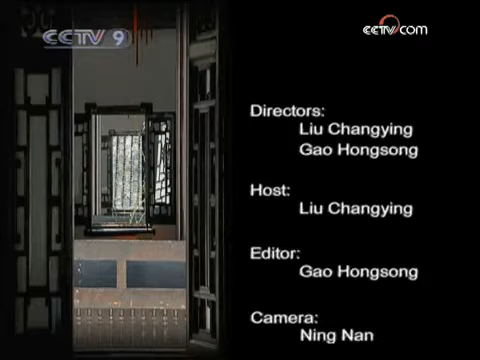 CCTV 9
CCTV.com
Directors:
Liu Changying
Gao Hongsong
Host:
Liu Changying
Editor:
Gao Hongsong
Camera:
Ning Nan